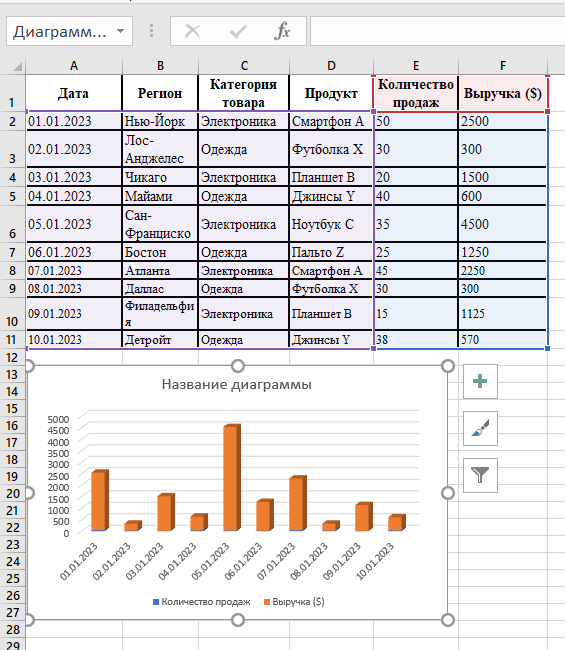 Диаграмм...
fx
A B C D E F
1 Дата Регион Категория товара Продукт Количество продаж Выручка ($)
2 01.01.2023 Нью-Йорк Электроника Смартфон A 50 2500
3 02.01.2023 Лос-Анджелес Одежда Футболка X 30 300
4 03.01.2023 Чикаго Электроника Планшет B 20 1500
5 04.01.2023 Майами Одежда Джинсы Y 40 600
6 05.01.2023 Сан-Франциско Электроника Ноутбук C 35 4500
7 06.01.2023 Бостон Одежда Пальто Z 25 1250
8 07.01.2023 Атланта Электроника Смартфон A 45 2250
9 08.01.2023 Даллас Одежда Футболка X 30 300
10 09.01.2023 Филадельфия Электроника Планшет B 15 1125
11 10.01.2023 Детройт Одежда Джинсы Y 38 570
12
13
14
15
16
17
18
19
20
21
22
23
24
25
26
27
28
29
Название диаграммы
5000
4500
4000
3500
3000
2500
2000
1500
1000
500
0
01.01.2023 02.01.2023 03.01.2023 04.01.2023 05.01.2023 06.01.2023 07.01.2023 08.01.2023 09.01.2023 10.01.2023
Количество продаж Выручка ($)